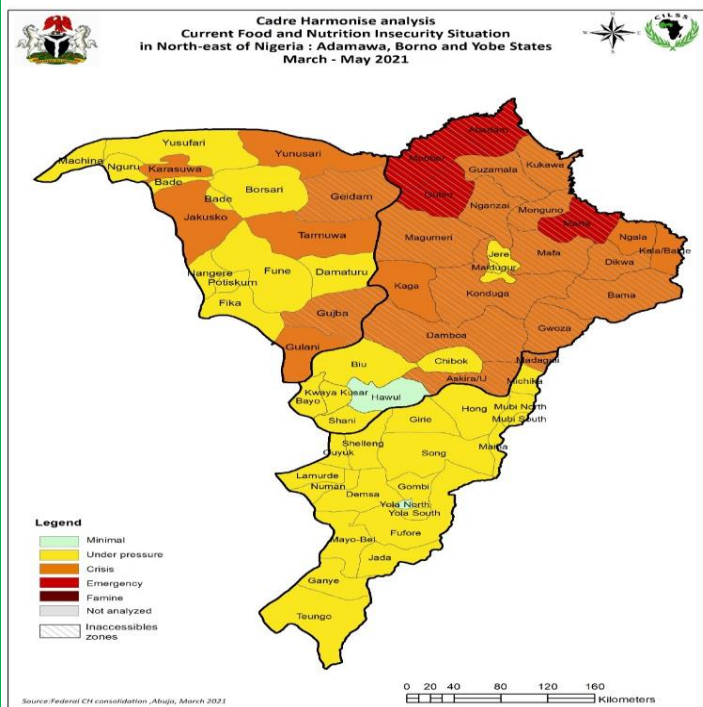 Cadre Harmonise analysis
Current Food and Nutrition Insecurity Situation
in North-east of Nigeria : Adamawa, Borno and Yobe States
March - May 2021
CILSS
Abadam
Yusufari
Yunusari
Mobbar
Kukawa
Machina
Nguru
Karasuwa
Guzamala
Bade
Borsari
Geidam
Gubio
Bade
Nganzai
Monguno
Marte
Jakusko
Tarmuwa
Magumeri
Ngala
Jere
Mafa
Kala/Balge
Maidugur
Dikwa
Nangere
Fune
Damaturu
Potiskum
Kaga
Konduga
Bama
Fika
Gujba
Gwoza
Damboa
Gulani
Biu
Chibok
Madagali
Askira/U
Michika
Kwaya Kusar
Hawul
Bayo
Mubi North
Hong
Mubi South
Shani
Girie
Shelleng
Maiha
Guyuk
Song
Lamurde
Gombi
Numan
Demsa
Yola North
Yola South
Fufore
Mayo-Bel
Jada
Ganye
Teungo
Legend
Minimal
Under pressure
Crisis
Emergency
Famine
Not analyzed
Inaccessibles
zones
0 20 40 80 120 160
Kilometers
Source:Federal CH consolidation ,Abuja, March 2021